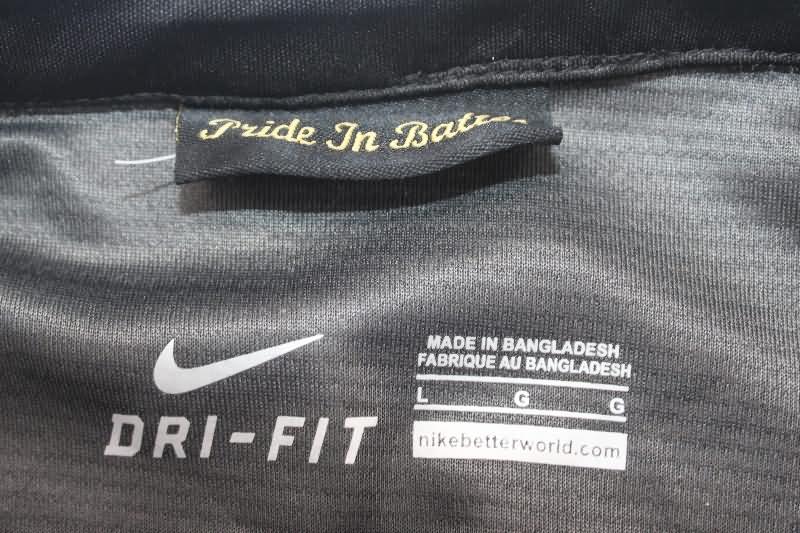 Pride In
DRI-FIT
MADE IN BANGLADESH
FABRIQUE AU BANGLADESH
L G G
nikebetterworld.com